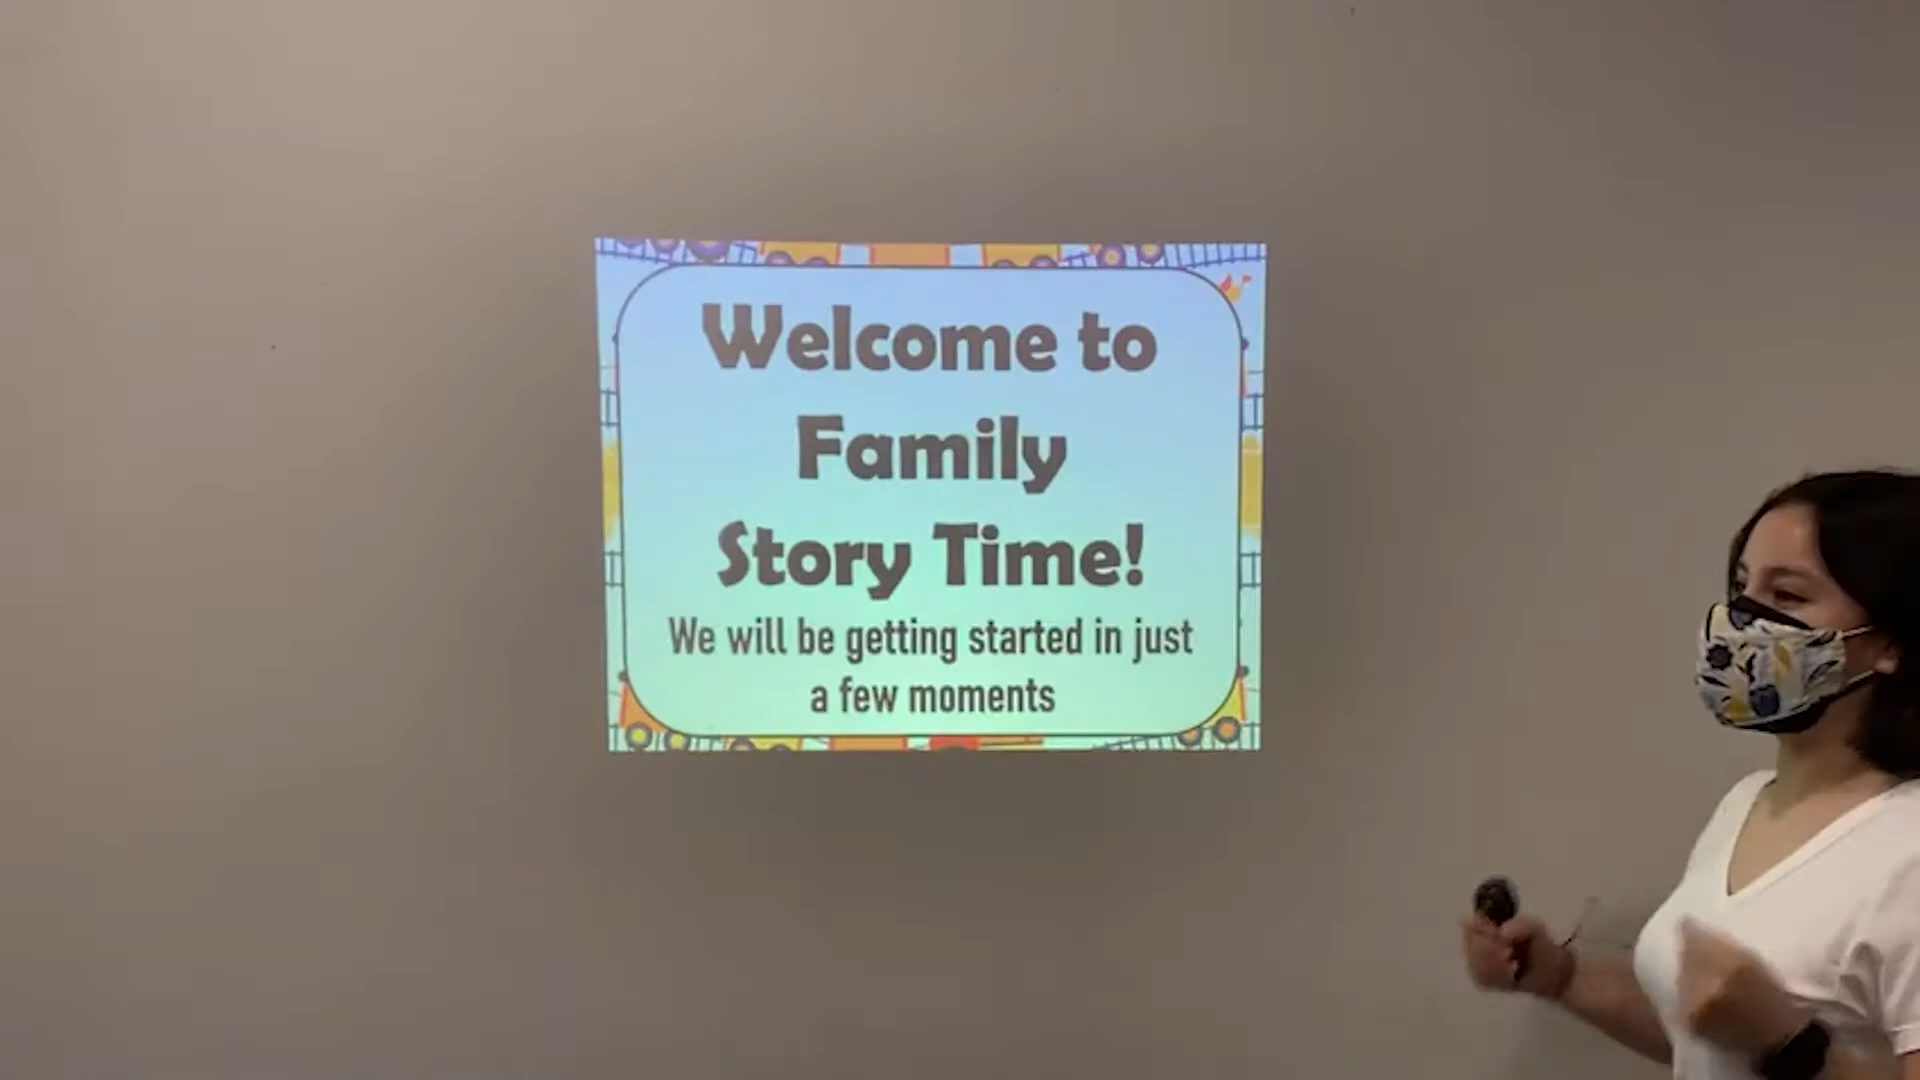 Welcome to
Family
Story Time!
We will be getting started in just
a few moments